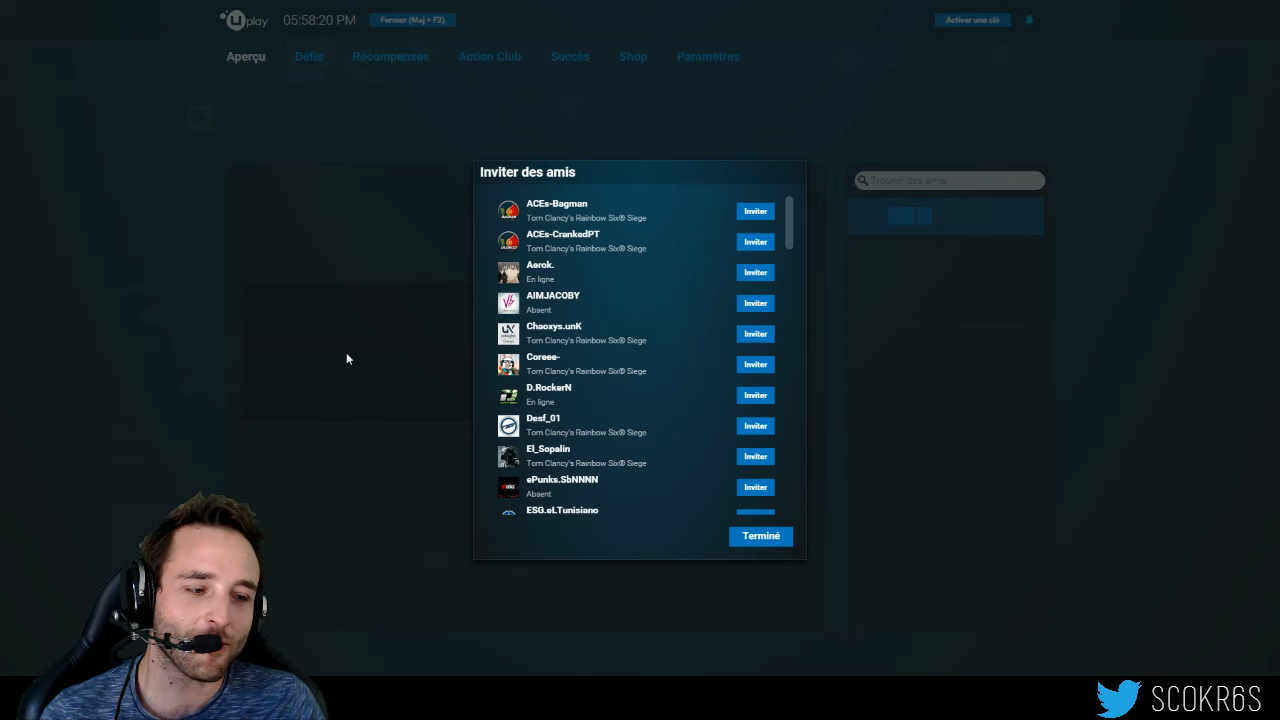 Uplay 05:58:20 PM Fermer (Maj + F2) Activer une clé
Aperçu Défis Récompenses Action Club Succès Shop Paramètres
Inviter des amis
Trouver des amis
ACEs-Bagman
Tom Clancy's Rainbow Six® Siege
Inviter
ACEs-CrankedPT
Tom Clancy's Rainbow Six® Siege
Inviter
Aerok.
En ligne
Inviter
AIMJACOBY
Absent
Inviter
Chaoxys.unK
Tom Clancy's Rainbow Six® Siege
Inviter
Coreee-
Tom Clancy's Rainbow Six® Siege
Inviter
D.RockerN
En ligne
Inviter
Desf_01
Tom Clancy's Rainbow Six® Siege
Inviter
El_Sopalin
Tom Clancy's Rainbow Six® Siege
Inviter
ePunks.SbNNNN
Absent
Inviter
ESG.eLTunisiano
Terminé
SCOKR6S